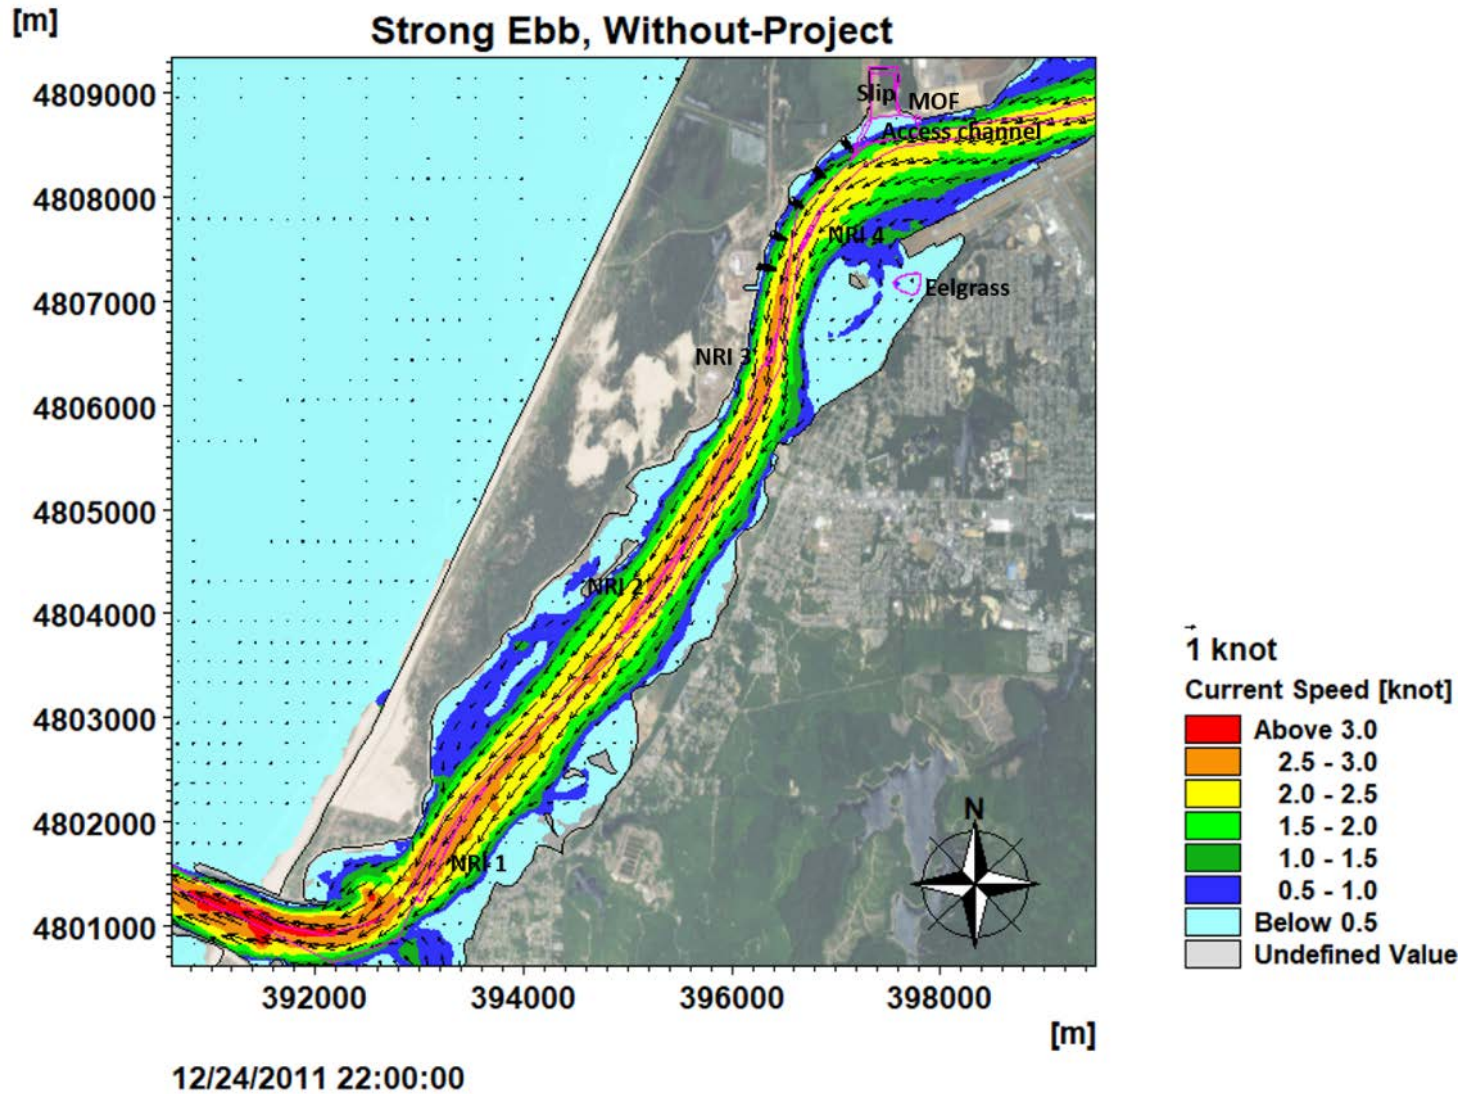 [m]
Strong Ebb, Without-Project
4809000
4808000
4807000
4806000
4805000
4804000
4803000
4802000
4801000
Slip
MOF
Access channel
NRI 4
Eelgrass
NRI 3
NRI 2
NRI 1
N
392000 394000 396000 398000
[m]
12/24/2011 22:00:00
1 knot
Current Speed [knot]
Above 3.0
2.5 - 3.0
2.0 - 2.5
1.5 - 2.0
1.0 - 1.5
0.5 - 1.0
Below 0.5
Undefined Value